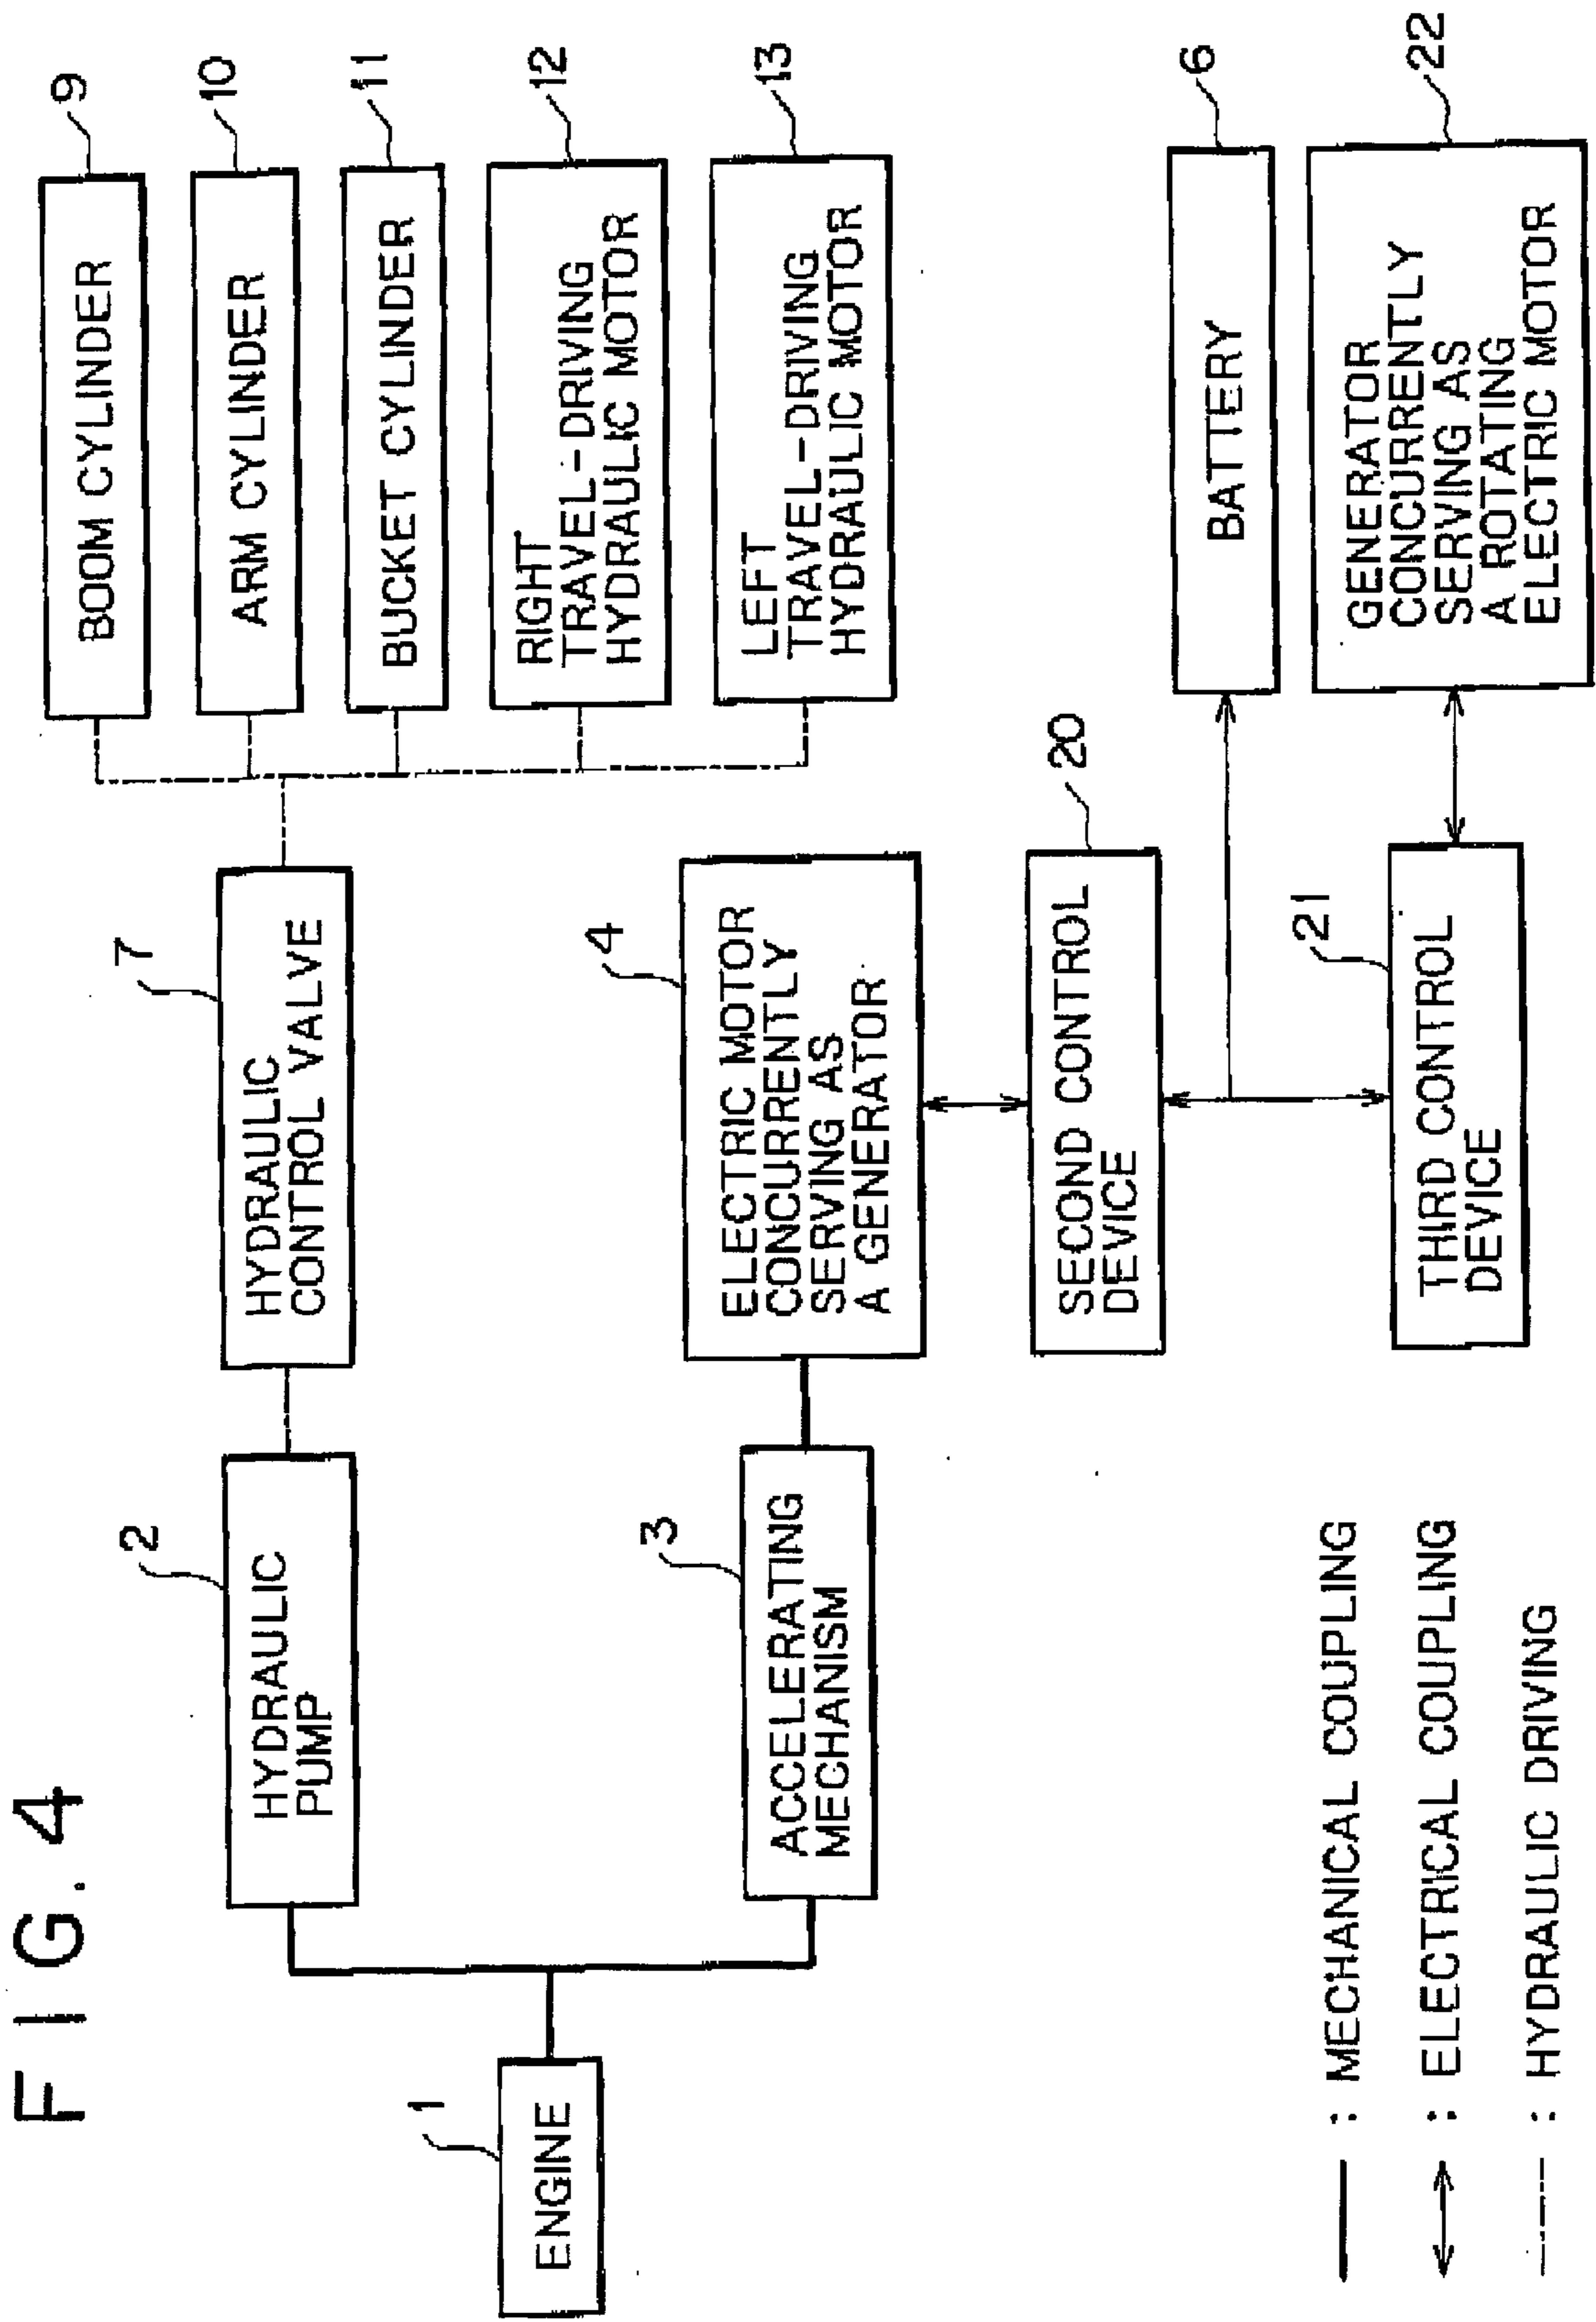 FIG. 4
1
ENGINE
2
HYDRAULIC
PUMP
3
ACCELERATING
MECHANISM
7
HYDRAULIC
CONTROL VALVE
4
ELECTRIC MOTOR
CONCURRENTLY
SERVING AS
A GENERATOR
SECOND CONTROL
DEVICE
20
21
THIRD CONTROL
DEVICE
BOOM CYLINDER
9
ARM CYLINDER
10
BUCKET CYLINDER
11
RIGHT
TRAVEL-DRIVING
HYDRAULIC MOTOR
12
LEFT
TRAVEL-DRIVING
HYDRAULIC MOTOR
13
BATTERY
6
GENERATOR
CONCURRENTLY
SERVING AS
A ROTATING
ELECTRIC MOTOR
22
: MECHANICAL COUPLING
: ELECTRICAL COUPLING
: HYDRAULIC DRIVING